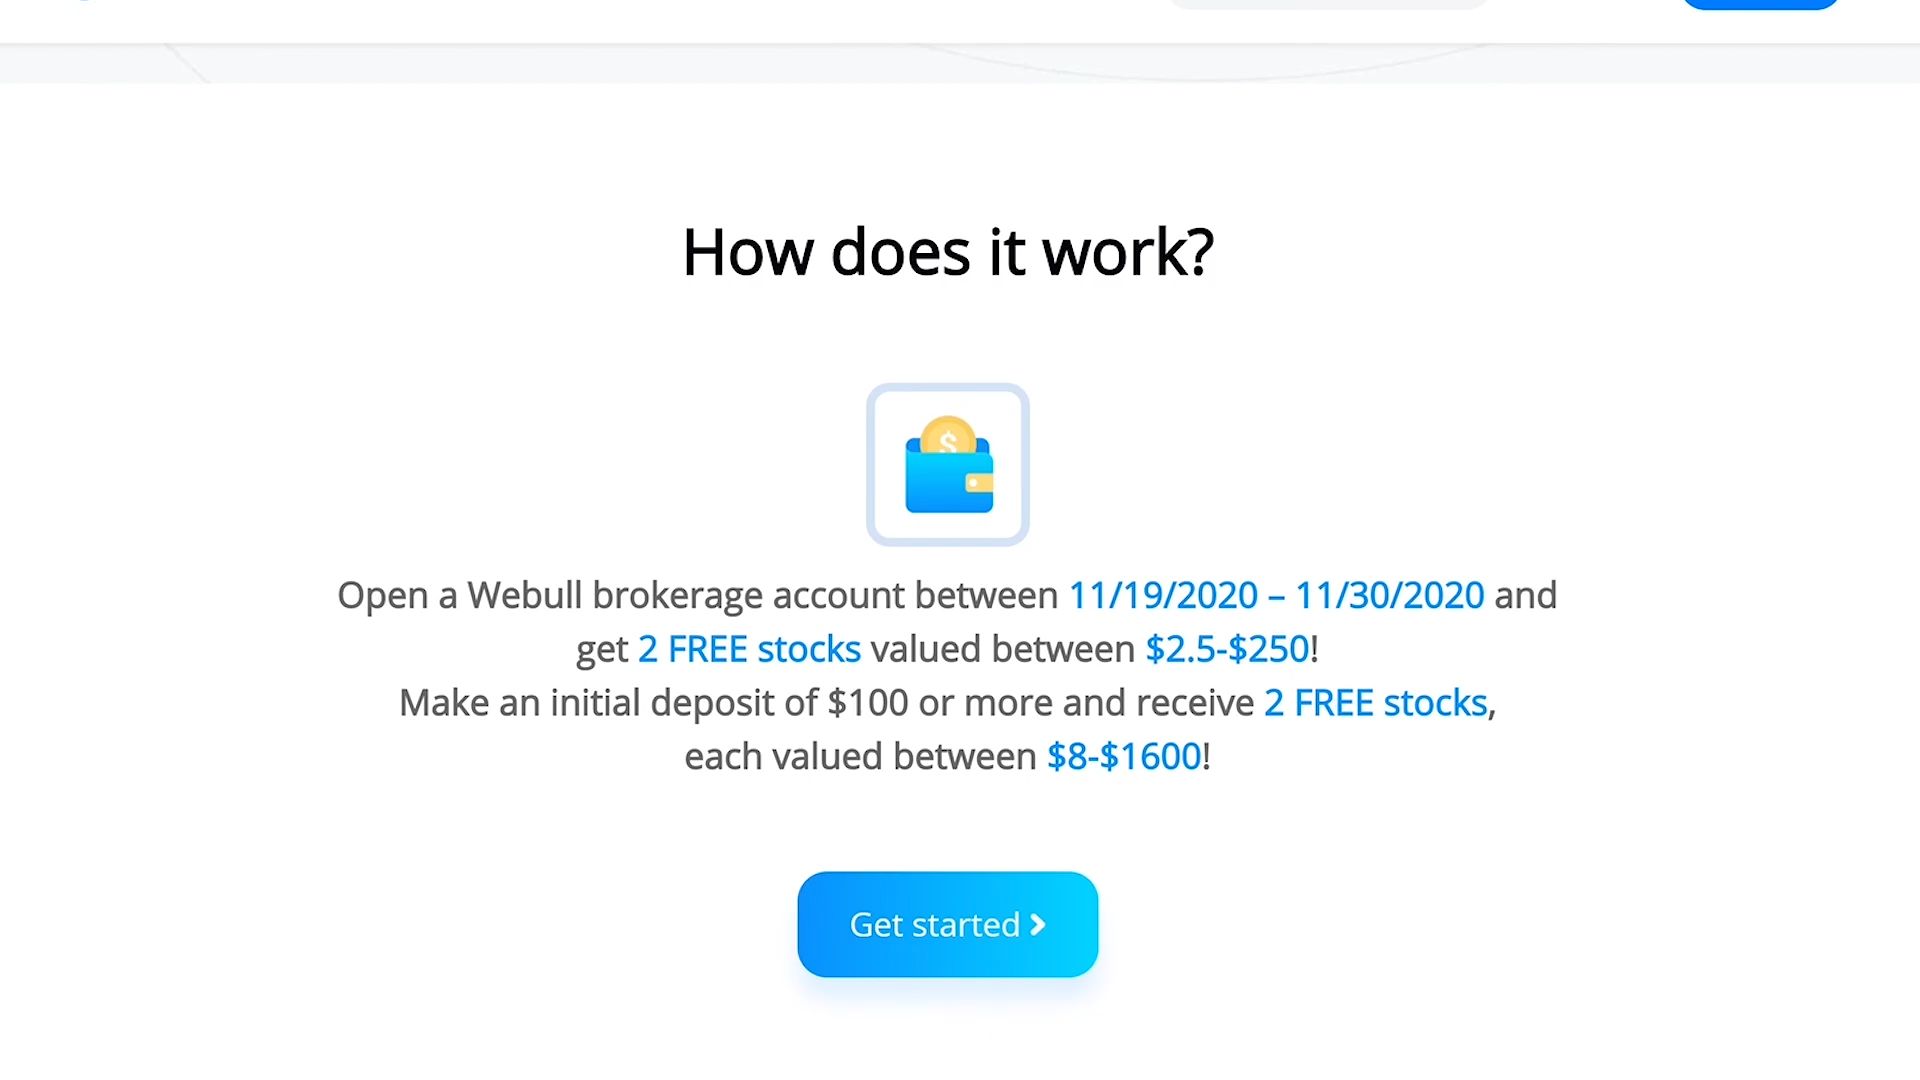 How does it work?
$
Open a Webull brokerage account between 11/19/2020 – 11/30/2020 and
get 2 FREE stocks valued between $2.5-$250!
Make an initial deposit of $100 or more and receive 2 FREE stocks,
each valued between $8-$1600!
Get started